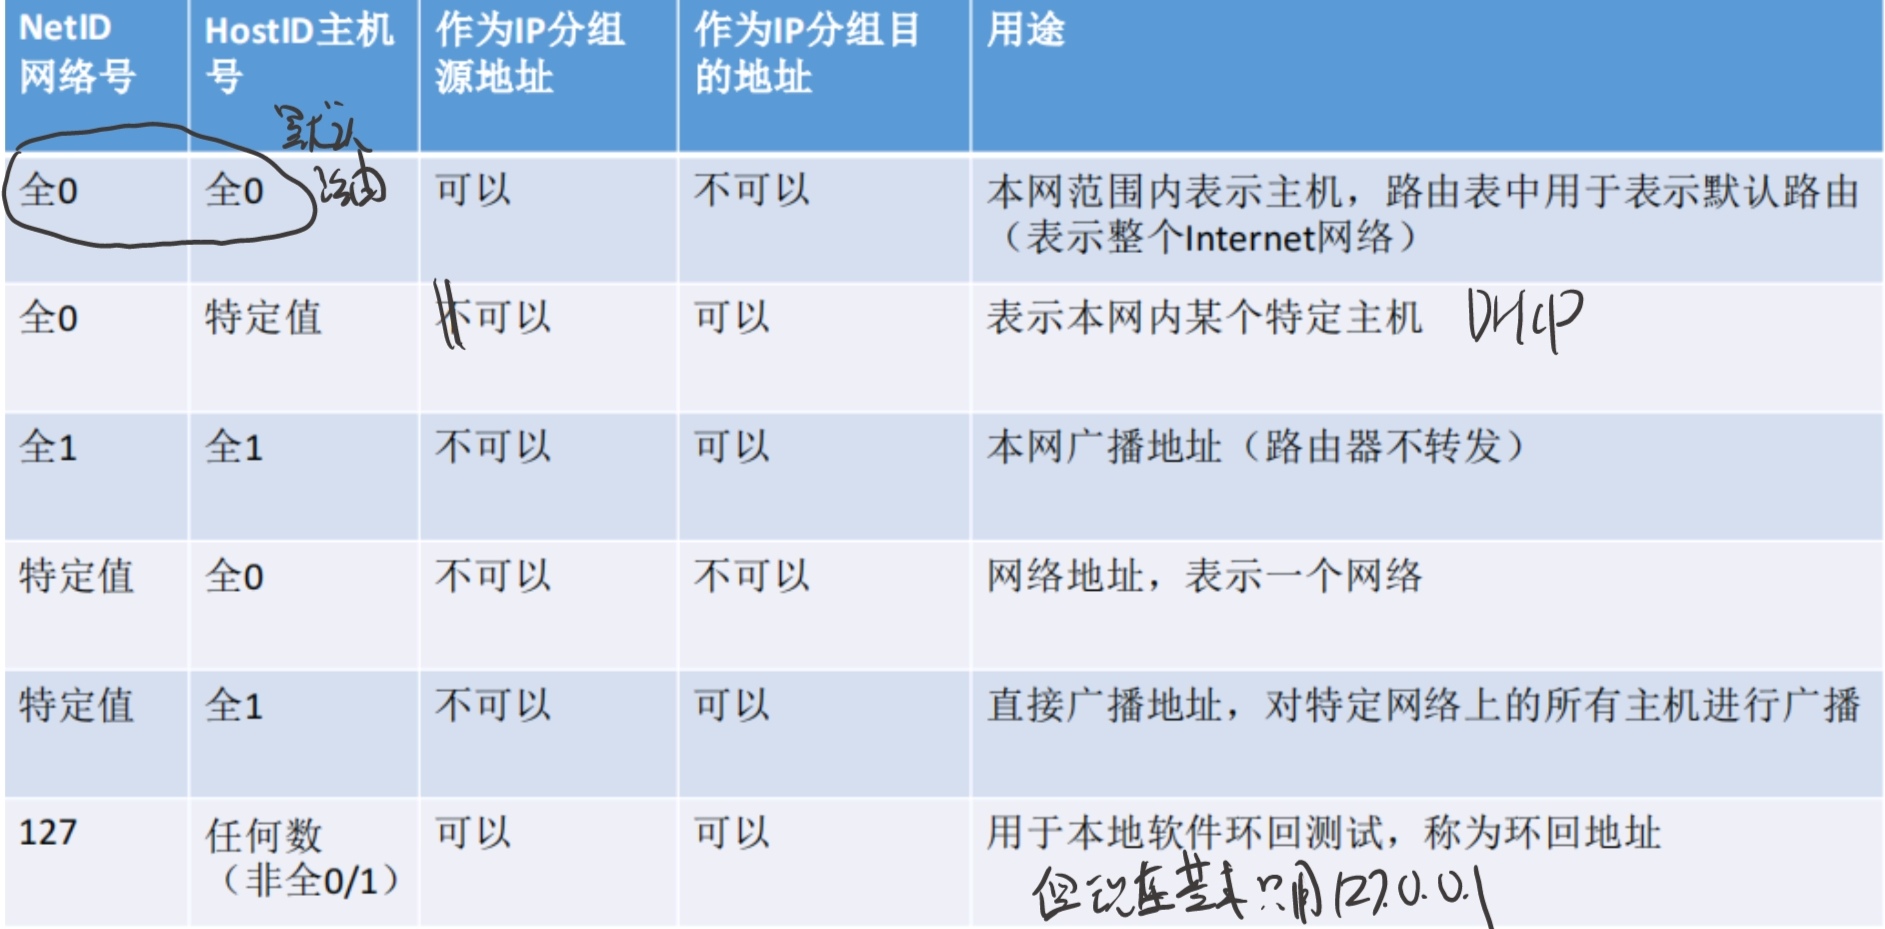 NetID
网络号
HostID主机
号
作为IP分组
源地址
作为IP分组目
的地址
用途
默认
路由
全0
全0
可以
不可以
本网范围内表示主机，路由表中用于表示默认路由
（表示整个Internet网络）
全0
特定值
不可以
可以
表示本网内某个特定主机
DHCP
全1
全1
不可以
可以
本网广播地址（路由器不转发）
特定值
全0
不可以
不可以
网络地址，表示一个网络
特定值
全1
不可以
可以
直接广播地址，对特定网络上的所有主机进行广播
127
任何数
（非全0/1）
可以
可以
用于本地软件环回测试，称为环回地址
但现在基本只用127.0.0.1